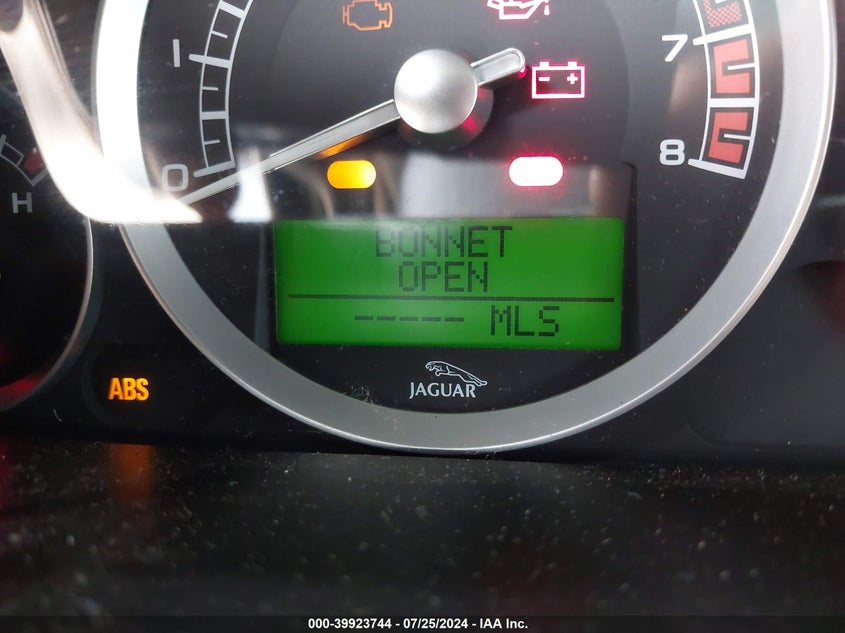 1
7
0
8
H
BONNET
OPEN
----- MLS
ABS
JAGUAR
000-39923744 / 07/25/2024 - IAA Inc.